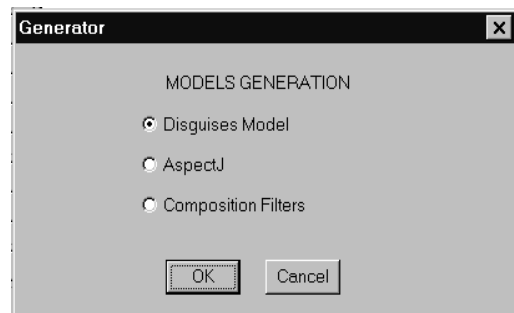 Generator
MODELS GENERATION
Disguises Model
AspectJ
Composition Filters
OK Cancel